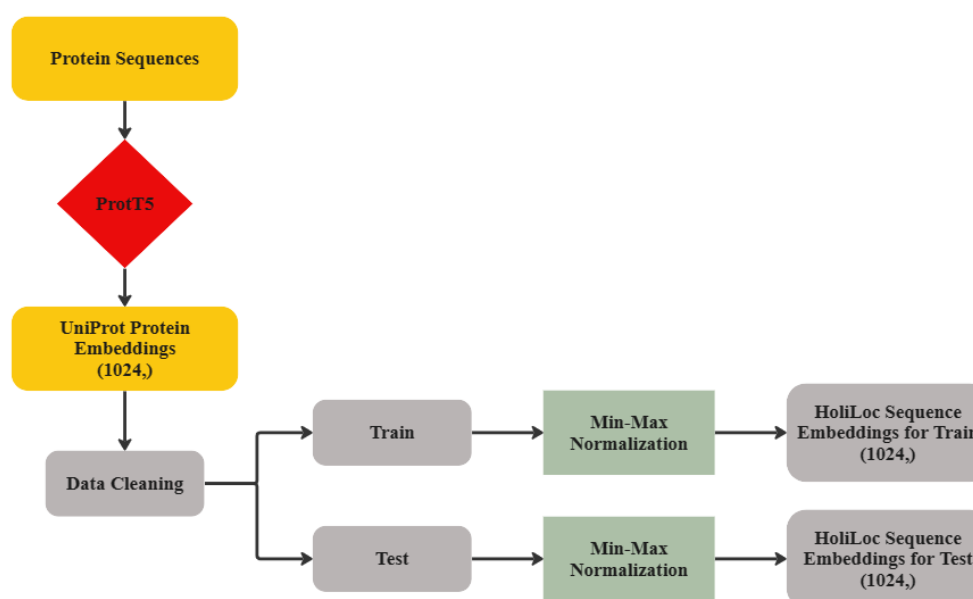 Protein Sequences
ProtT5
UniProt Protein
Embeddings
(1024,)
Data Cleaning
Train
Min-Max
Normalization
HoliLoc Sequence
Embeddings for Train
(1024,)
Test
Min-Max
Normalization
HoliLoc Sequence
Embeddings for Test
(1024,)